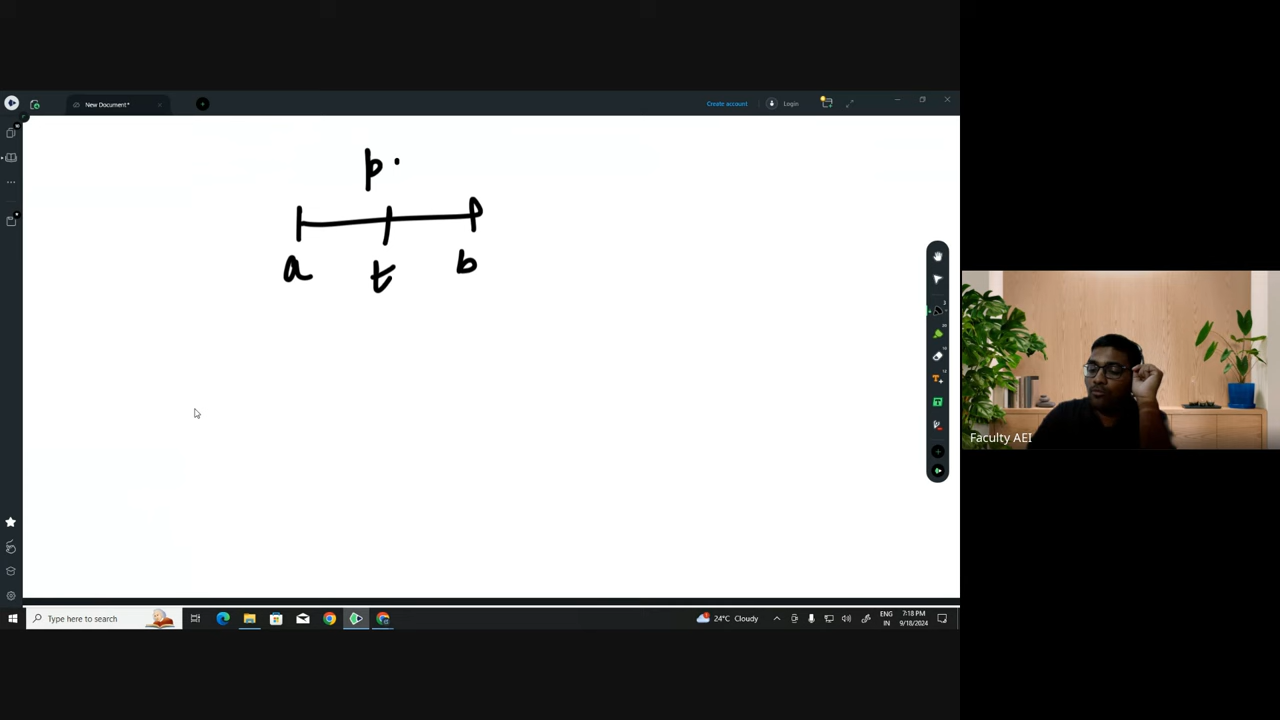 New Document*
Create account
Login
p .
a t b
Faculty AEI
Type here to search
24°C Cloudy
ENG
IN
7:18 PM
9/18/2024